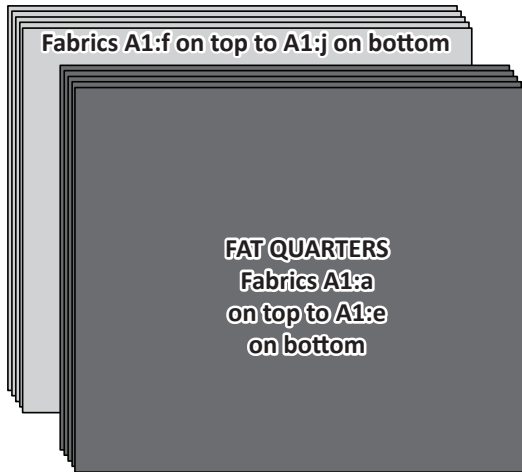 Fabrics A1:f on top to A1:j on bottom
FAT QUARTERS
Fabrics A1:a
on top to A1:e
on bottom